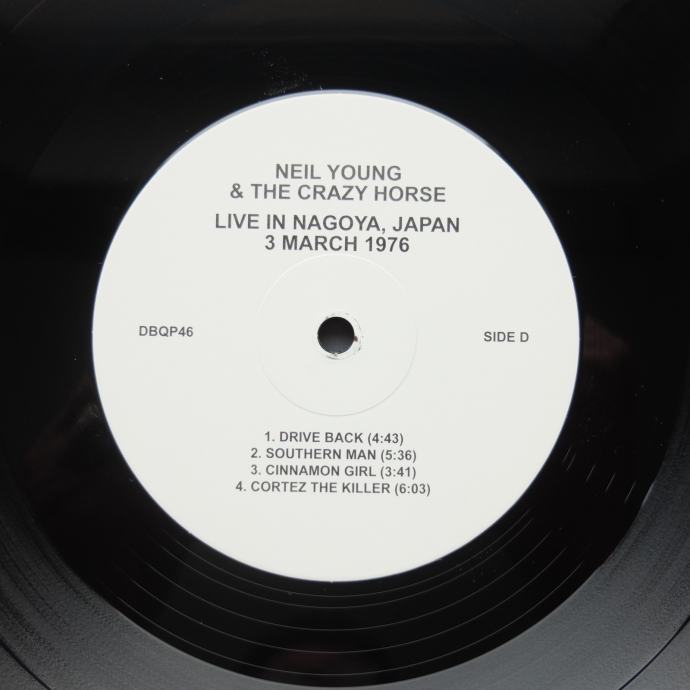 NEIL YOUNG
& THE CRAZY HORSE
LIVE IN NAGOYA, JAPAN
3 MARCH 1976
DBQP46
SIDE D
1. DRIVE BACK (4:43)
2. SOUTHERN MAN (5:36)
3. CINNAMON GIRL (3:41)
4. CORTEZ THE KILLER (6:03)